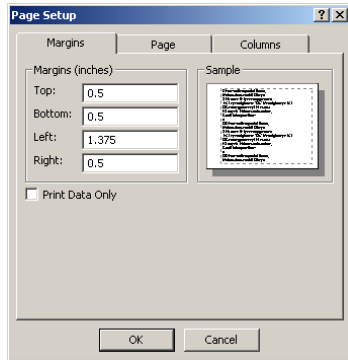 Page Setup
Margins Page Columns
Margins (inches) Sample
Top: 0.5
Bottom: 0.5
Left: 1.375
Right: 0.5
Print Data Only
OK Cancel